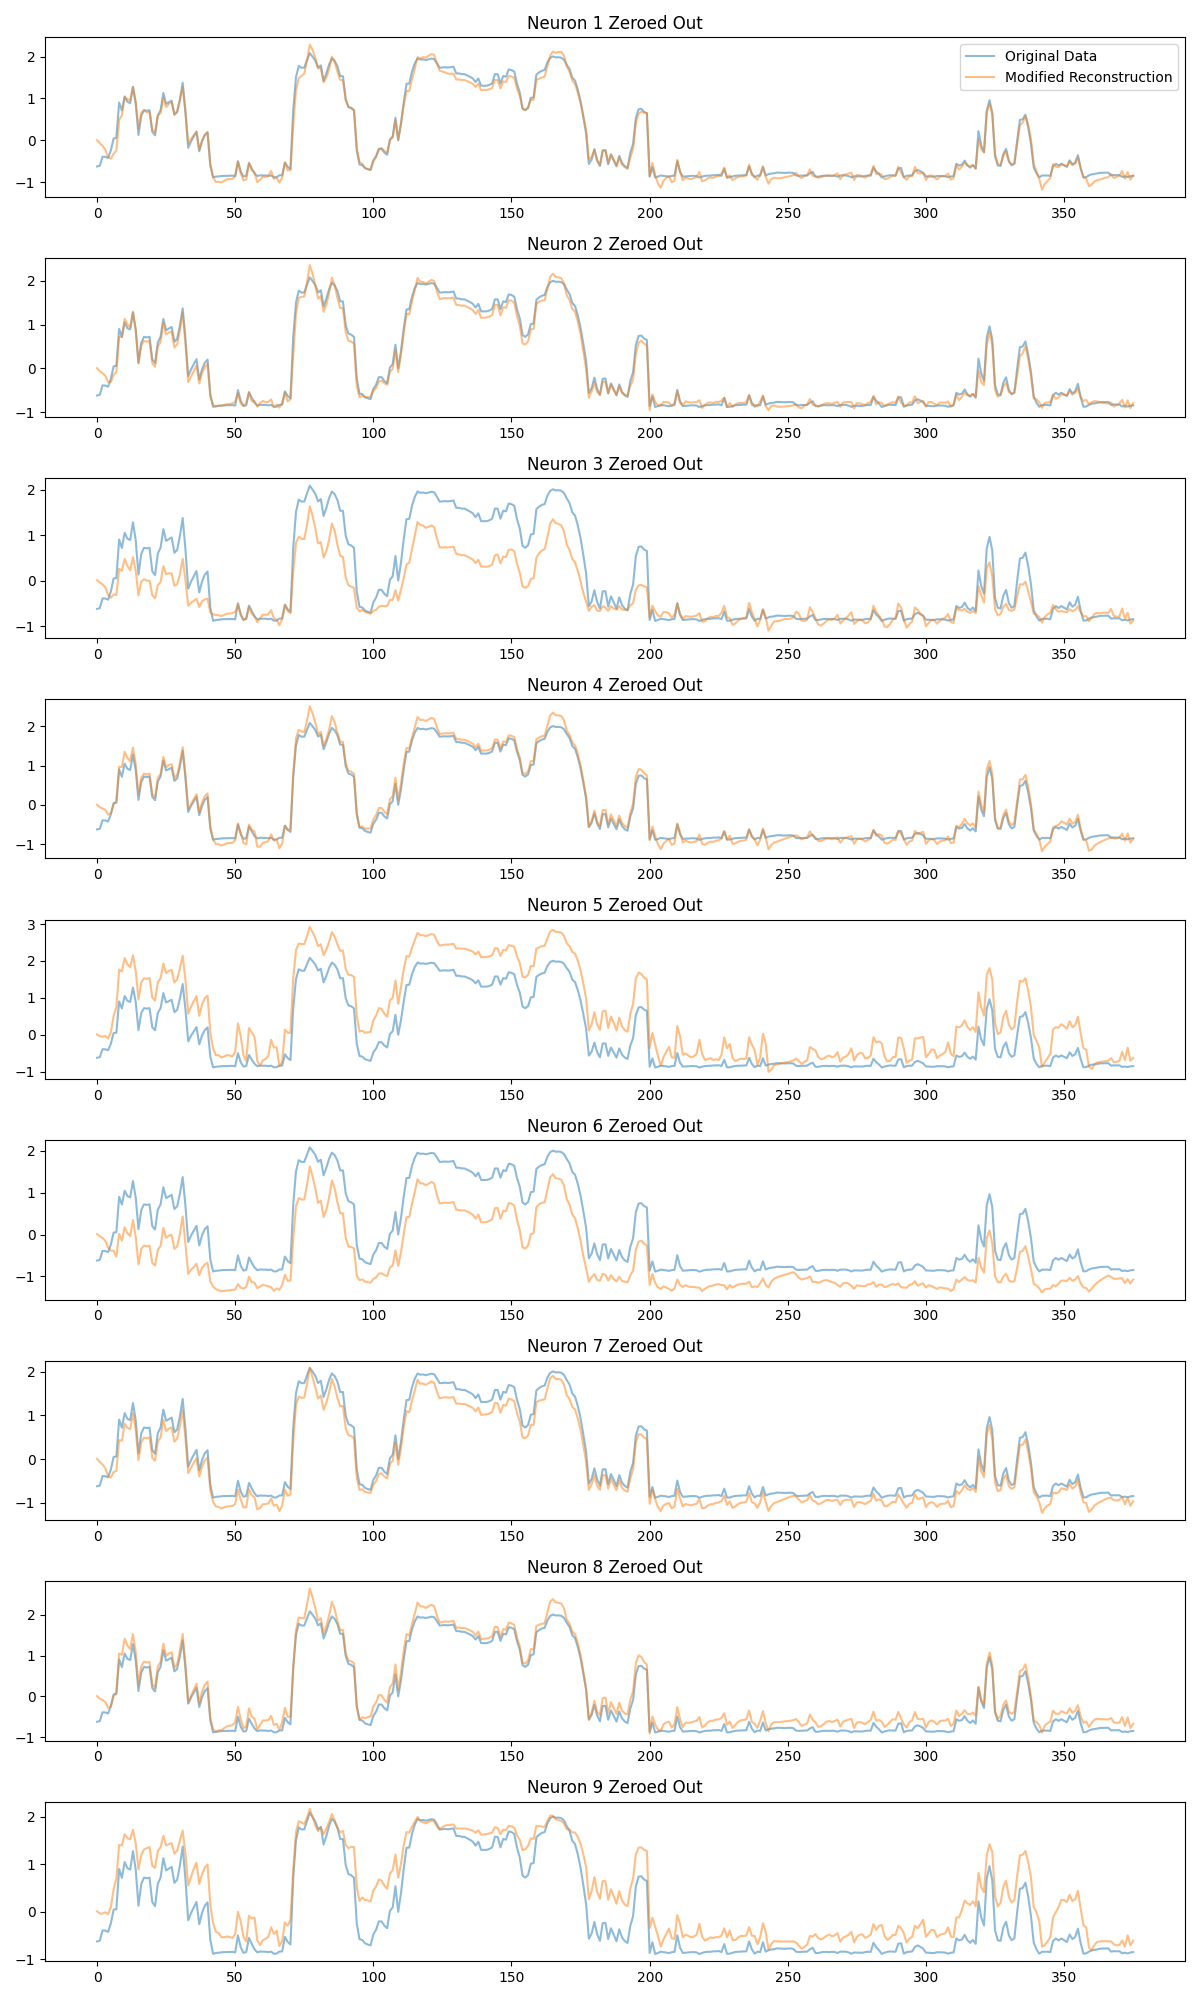 Neuron 1 Zeroed Out
Original Data
Modified Reconstruction
2
1
0
−1
0 50 100 150 200 250 300 350
Neuron 2 Zeroed Out
2
1
0
−1
0 50 100 150 200 250 300 350
Neuron 3 Zeroed Out
2
1
0
−1
0 50 100 150 200 250 300 350
Neuron 4 Zeroed Out
2
1
0
−1
0 50 100 150 200 250 300 350
Neuron 5 Zeroed Out
3
2
1
0
−1
0 50 100 150 200 250 300 350
Neuron 6 Zeroed Out
2
1
0
−1
0 50 100 150 200 250 300 350
Neuron 7 Zeroed Out
2
1
0
−1
0 50 100 150 200 250 300 350
Neuron 8 Zeroed Out
2
1
0
−1
0 50 100 150 200 250 300 350
Neuron 9 Zeroed Out
2
1
0
−1
0 50 100 150 200 250 300 350